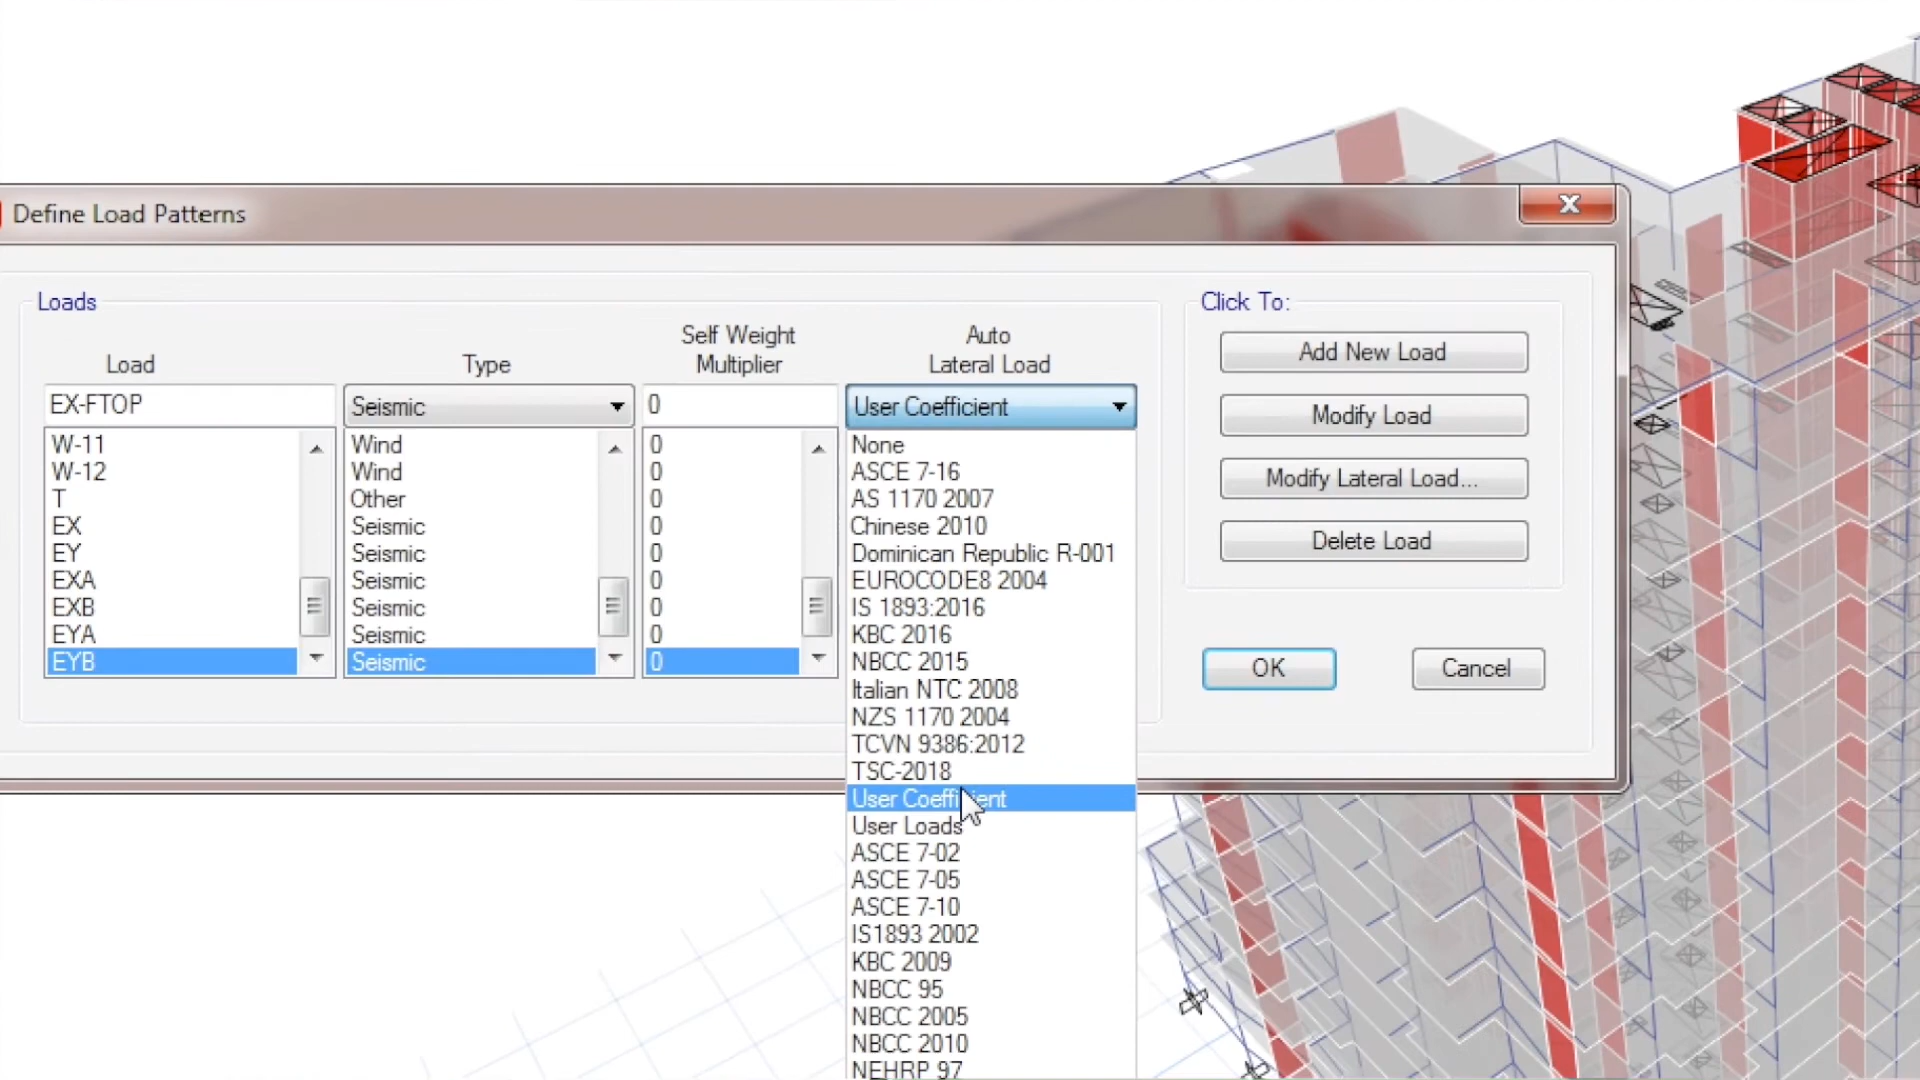 Define Load Patterns
Loads
Click To:
Load
Type
Self Weight
Multiplier
Auto
Lateral Load
EX-FTOP
Seismic
0
User Coefficient
W-11 Wind 0
W-12 Wind 0
T Other 0
EX Seismic 0
EY Seismic 0
EXA Seismic 0
EXB Seismic 0
EYA Seismic 0
EYB Seismic 0
None
ASCE 7-16
AS 1170 2007
Chinese 2010
Dominican Republic R-001
EUROCODE8 2004
IS 1893:2016
KBC 2016
NBCC 2015
Italian NTC 2008
NZS 1170 2004
TCVN 9386:2012
TSC-2018
User Coefficient
User Loads
ASCE 7-02
ASCE 7-05
ASCE 7-10
IS1893 2002
KBC 2009
NBCC 95
NBCC 2005
NBCC 2010
NEHRP 97
Add New Load
Modify Load
Modify Lateral Load...
Delete Load
OK
Cancel